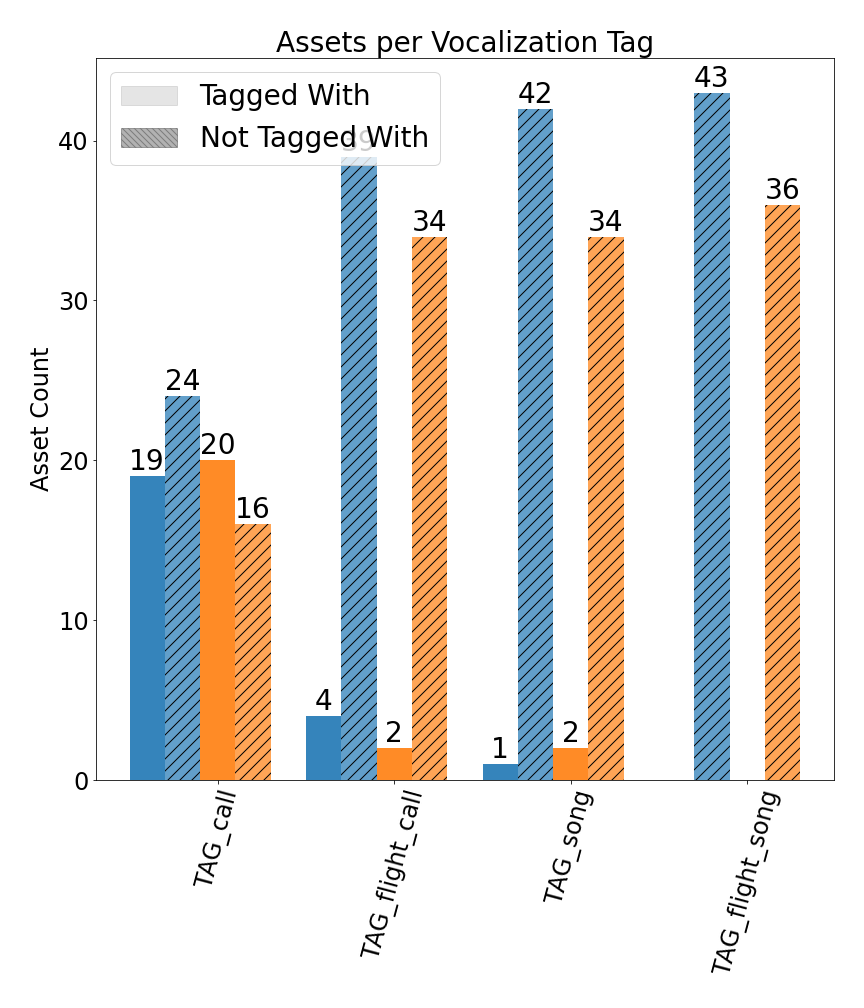 Assets per Vocalization Tag
Tagged With
Not Tagged With
Asset Count
40
30
20
10
0
19
24
20
16
4
39
2
34
1
42
2
34
43
36
TAG_call
TAG_flight_call
TAG_song
TAG_flight_song